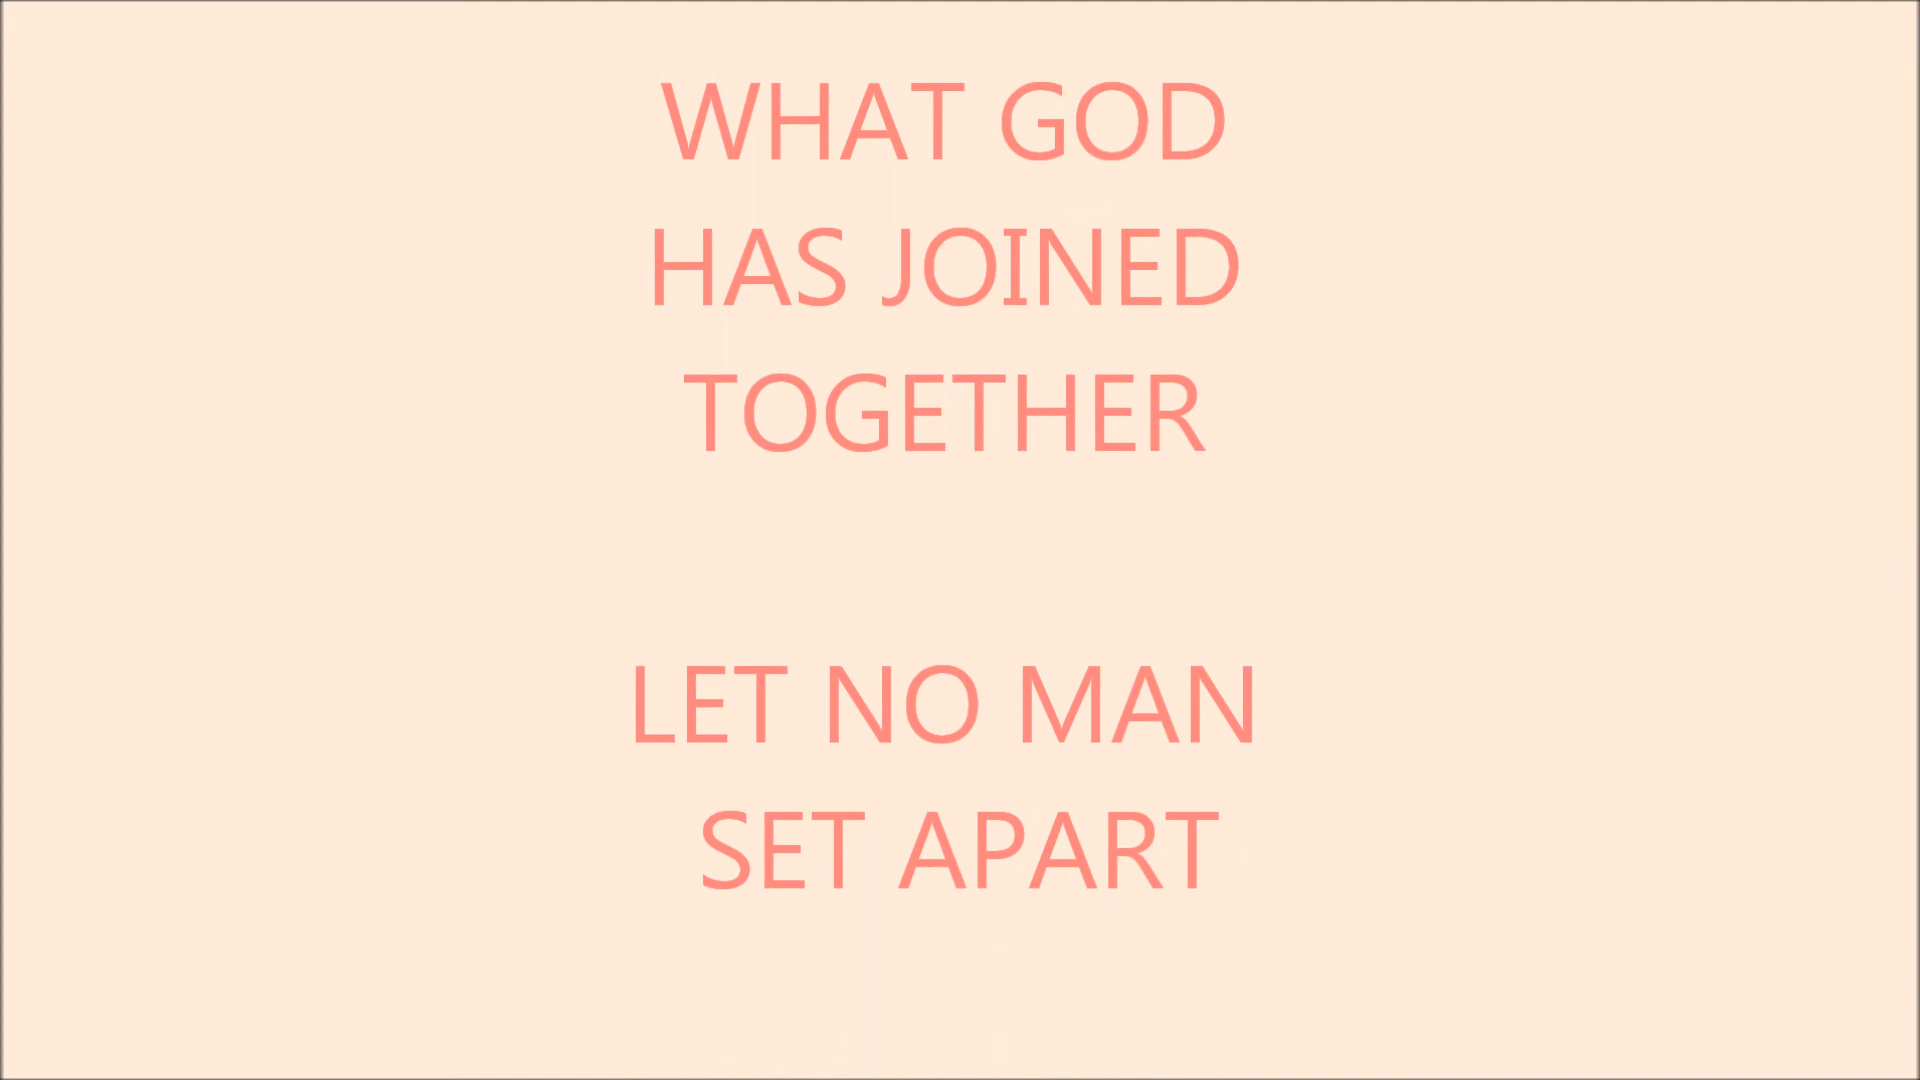 WHAT GOD
HAS JOINED
TOGETHER
LET NO MAN
SET APART